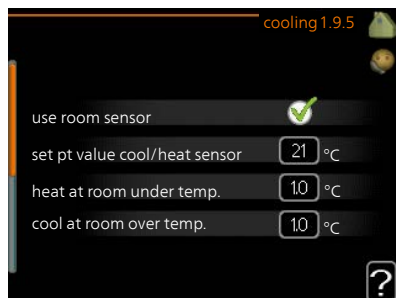 cooling 1.9.5
use room sensor
set pt value cool/heat sensor 21 °C
heat at room under temp. 1.0 °C
cool at room over temp. 1.0 °C
?